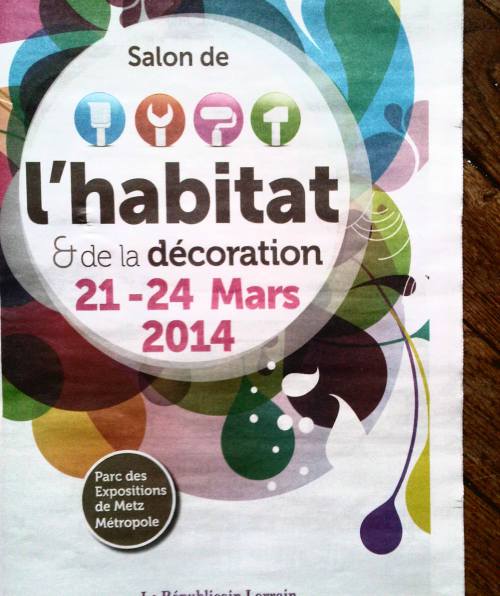 Salon de
l'habitat
& de la décoration
21 - 24 Mars
2014
Parc des
Expositions
de Metz
Métropole
Le Républicain Lorrain